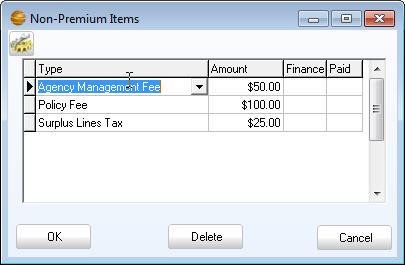 Non-Premium Items
Type Amount Finance Paid
Agency Management Fee $50.00
Policy Fee $100.00
Surplus Lines Tax $25.00
OK Delete Cancel